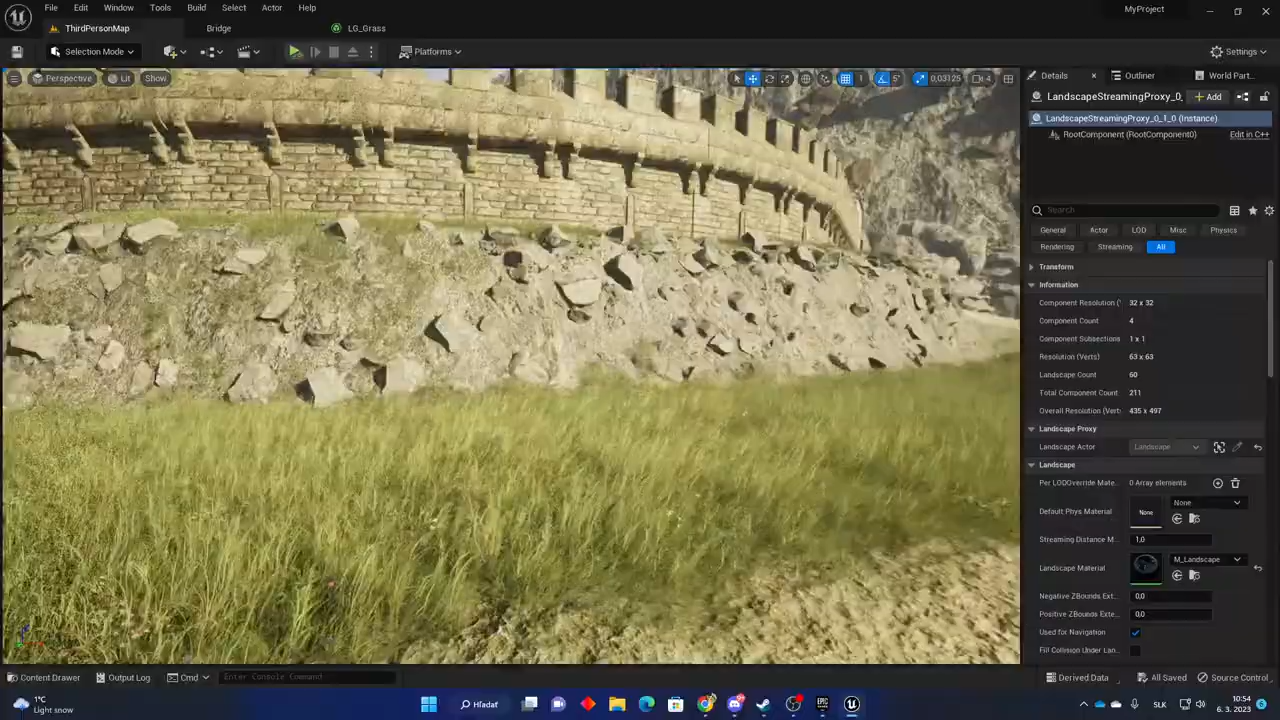 File Edit Window Tools Build Select Actor Help
MyProject
ThirdPersonMap Bridge LG_Grass
Selection Mode Platforms Settings
Perspective Lit Show 1 5° 0,03125 4
Details Outliner World Part...
LandscapeStreamingProxy_0_ Add
LandscapeStreamingProxy_0_1_0 (Instance)
RootComponent (RootComponent0) Edit in C++
Search
General Actor LOD Misc Physics
Rendering Streaming All
Transform
Information
Component Resolution ( 32 x 32
Component Count 4
Component Subsections 1 x 1
Resolution (Verts) 63 x 63
Landscape Count 60
Total Component Count 211
Overall Resolution (Vert 435 x 497
Landscape Proxy
Landscape Actor Landscape
Landscape
Per LODOverride Mate... 0 Array elements
Default Phys Material None None
Streaming Distance M... 1,0
Landscape Material M_Landscape
Negative ZBounds Ext... 0,0
Positive ZBounds Exte... 0,0
Used for Navigation
Fill Collision Under Lan...
Content Drawer Output Log Cmd Enter Console Command Derived Data All Saved Source Control
1°C
Light snow
Hľadať
EPIC
10:54
6. 3. 2023